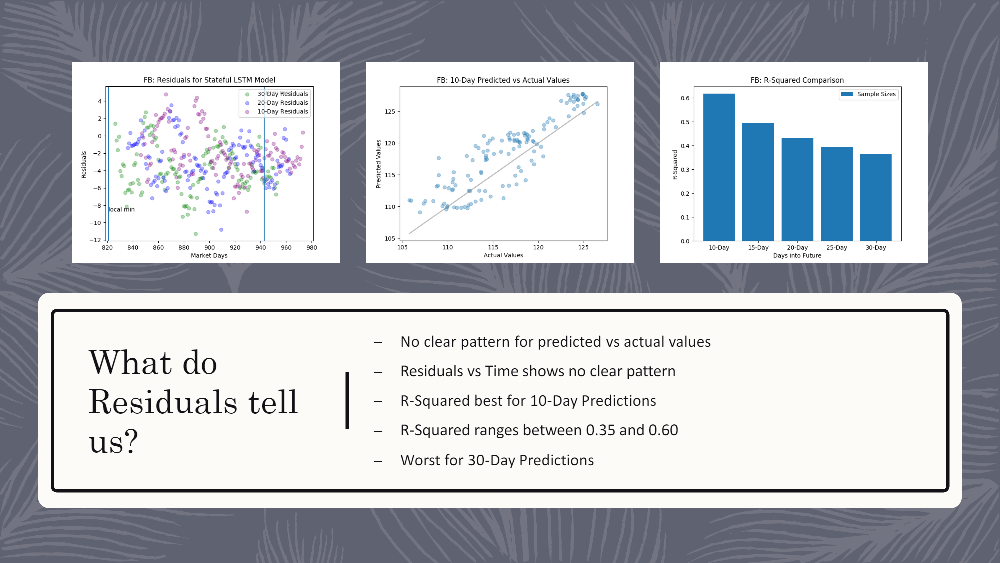 FB: Residuals for Stateful LSTM Model
30-Day Residuals
20-Day Residuals
10-Day Residuals
Residuals
4
2
0
−2
−4
−6
−8
−10
−12
local min
820 840 860 880 900 920 940 960 980
Market Days
FB: 10-Day Predicted vs Actual Values
Predicted Values
125
120
115
110
105
105 110 115 120 125
Actual Values
FB: R-Squared Comparison
Sample Sizes
R-Squared
0.6
0.5
0.4
0.3
0.2
0.1
0.0
10-Day 15-Day 20-Day 25-Day 30-Day
Days into Future
What do
Residuals tell
us?
– No clear pattern for predicted vs actual values
– Residuals vs Time shows no clear pattern
– R-Squared best for 10-Day Predictions
– R-Squared ranges between 0.35 and 0.60
– Worst for 30-Day Predictions